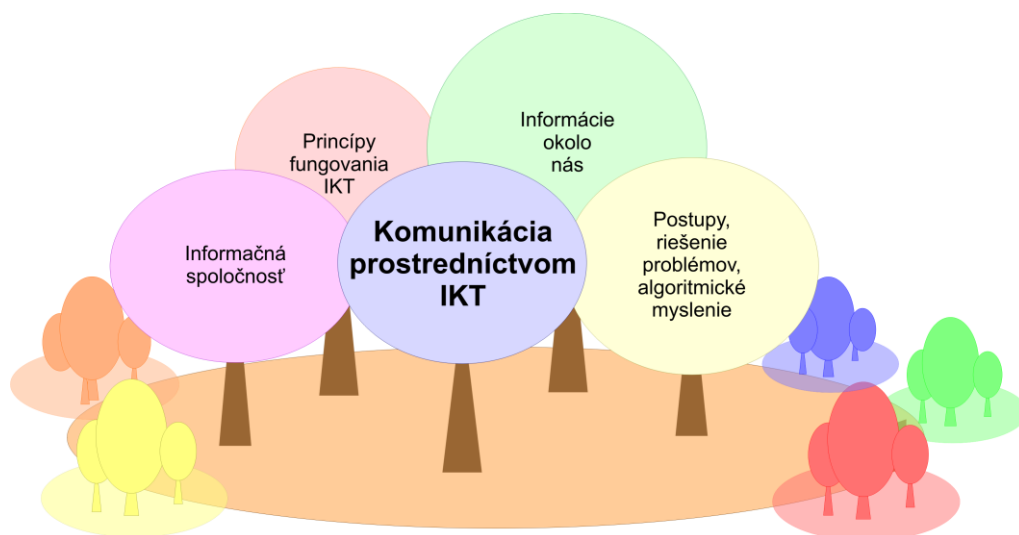 Princípy
fungovania
IKT
Informácie
okolo
nás
Informačná
spoločnosť
Komunikácia
prostredníctvom
IKT
Postupy,
riešenie
problémov,
algoritmické
myslenie